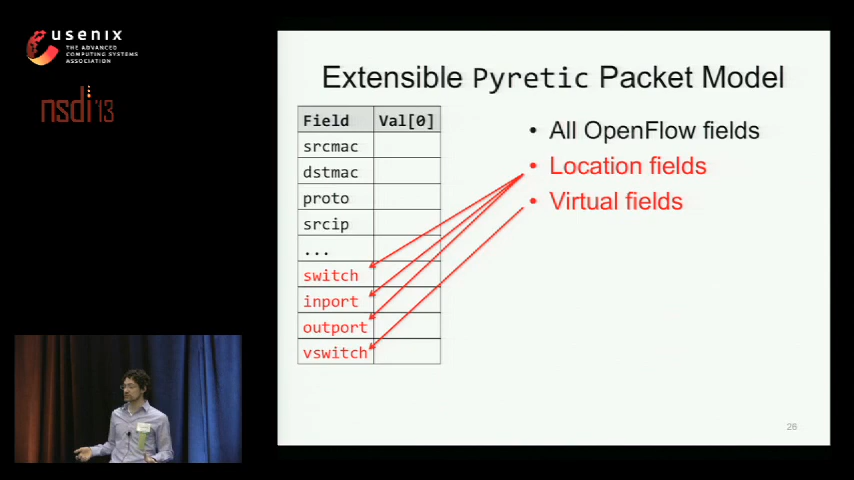 usenix
THE ADVANCED
COMPUTING SYSTEMS
ASSOCIATION
nsdi '13
Extensible Pyretic Packet Model
Field Val[0]
srcmac
dstmac
proto
srcip
...
switch
inport
outport
vswitch
• All OpenFlow fields
• Location fields
• Virtual fields
26